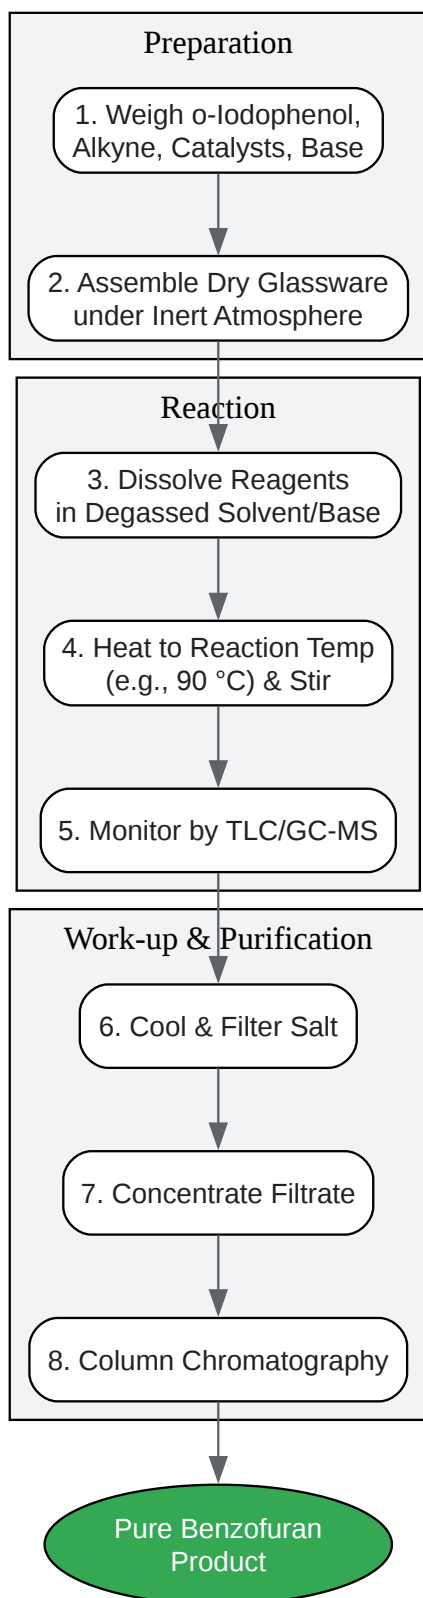 Preparation
1. Weigh o-Iodophenol,
Alkyne, Catalysts, Base
2. Assemble Dry Glassware
under Inert Atmosphere
Reaction
3. Dissolve Reagents
in Degassed Solvent/Base
4. Heat to Reaction Temp
(e.g., 90 °C) & Stir
5. Monitor by TLC/GC-MS
Work-up & Purification
6. Cool & Filter Salt
7. Concentrate Filtrate
8. Column Chromatography
Pure Benzofuran
Product